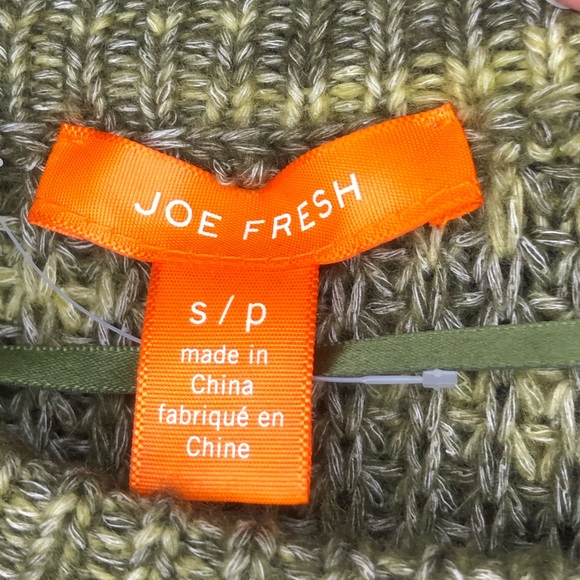 JOE FRESH
s / p
made in
China
fabriqué en
Chine